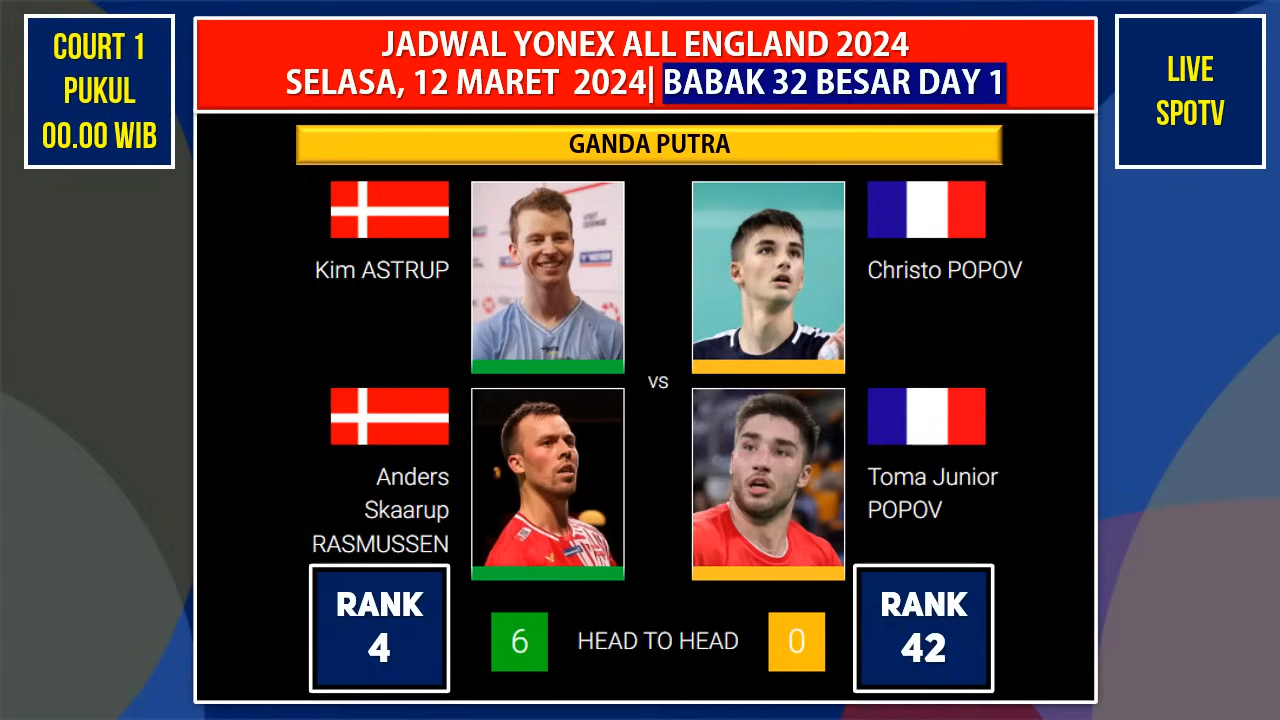 COURT 1
PUKUL
00.00 WIB
JADWAL YONEX ALL ENGLAND 2024
SELASA, 12 MARET 2024| BABAK 32 BESAR DAY 1
LIVE
SPOTV
GANDA PUTRA
Kim ASTRUP
Christo POPOV
vs
Anders
Skaarup
RASMUSSEN
Toma Junior
POPOV
RANK
4
6
HEAD TO HEAD
0
RANK
42